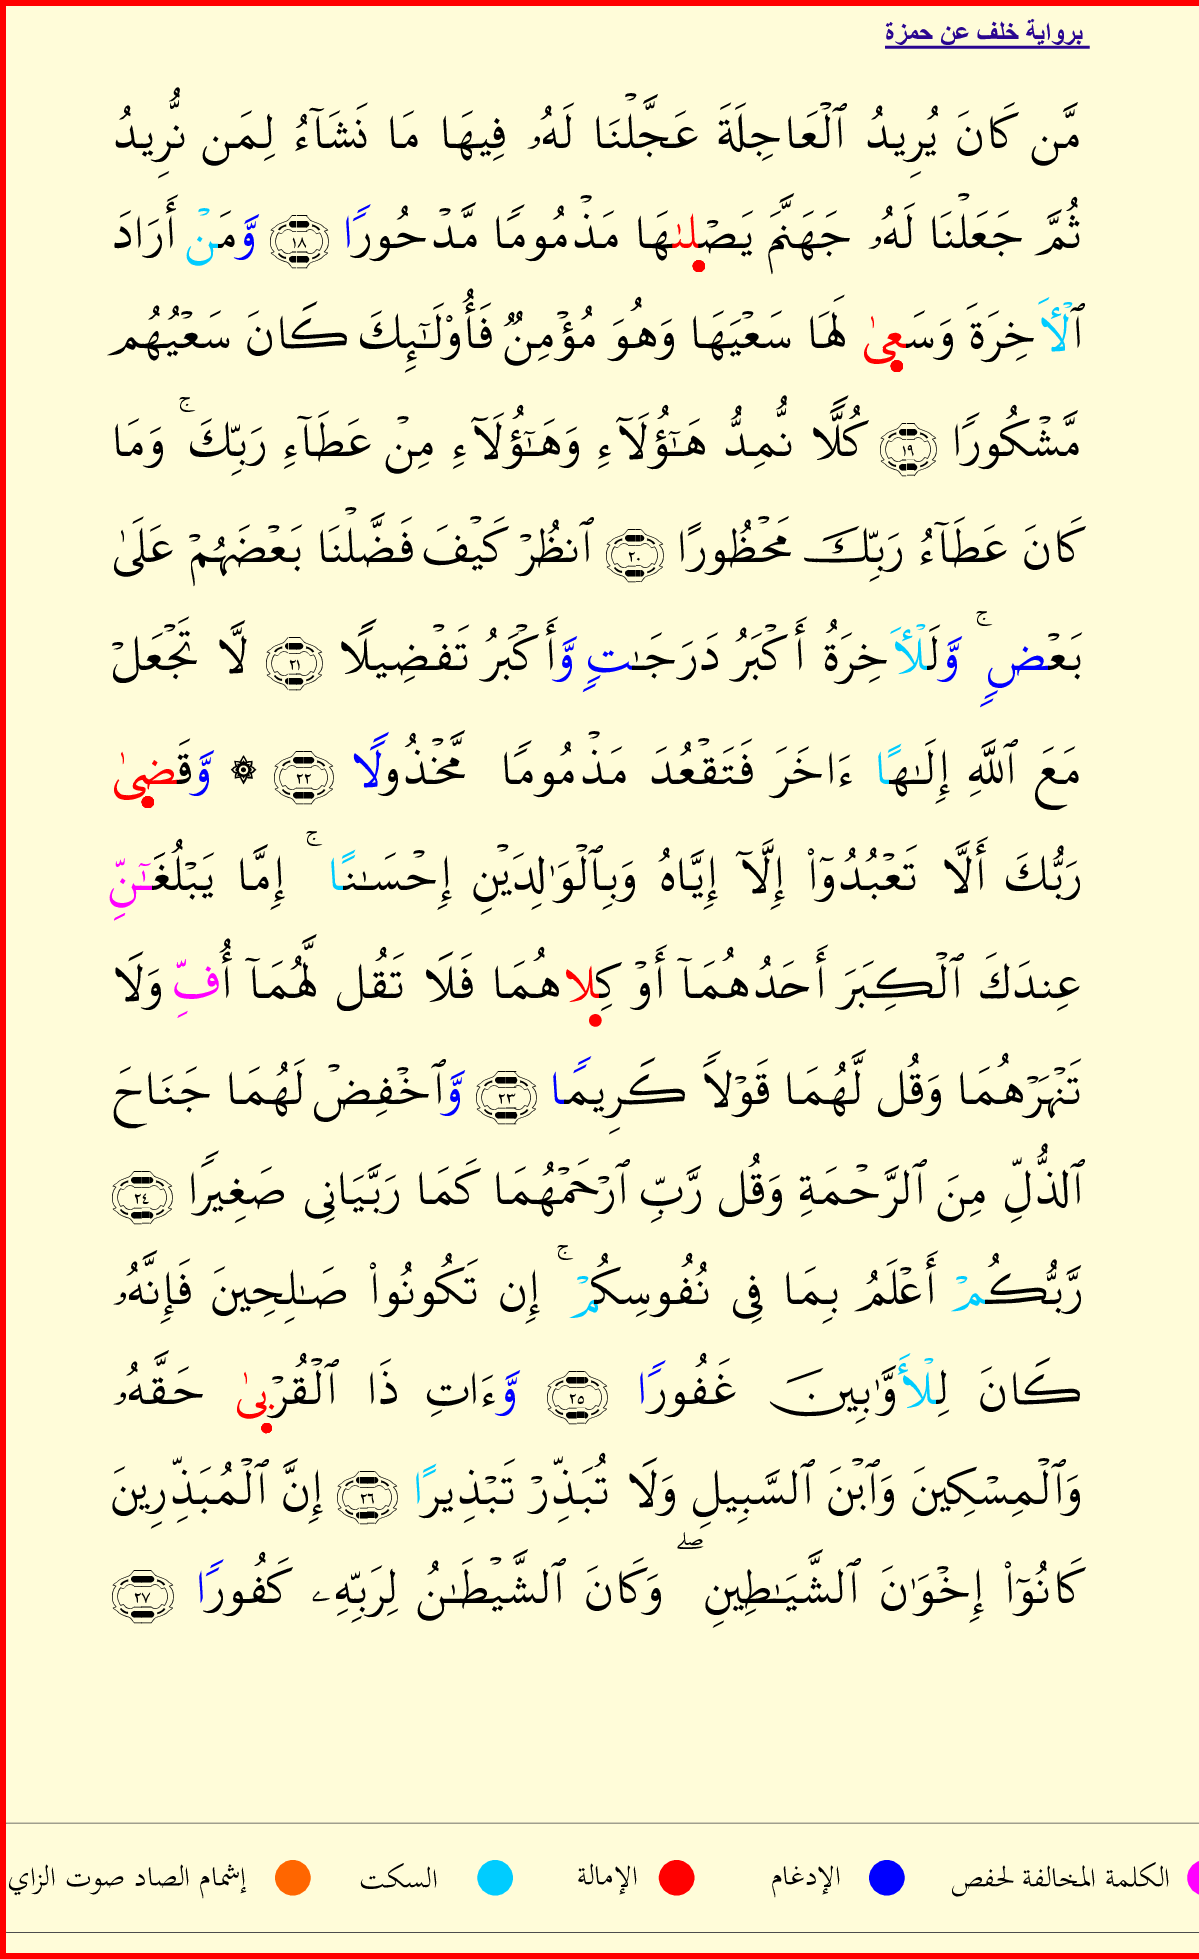 برواية خلف عن حمزة
مَّن كَانَ يُرِيدُ ٱلْعَاجِلَةَ عَجَّلْنَا لَهُۥ فِيهَا مَا نَشَآءُ لِمَن نُّرِيدُ
ثُمَّ جَعَلْنَا لَهُۥ جَهَنَّمَ يَصْلَىٰهَا مَذْمُومًا مَّدْحُورًا ١٨ وَّمَنْ أَرَادَ
ٱلْأَخِرَةَ وَسَعِىٰ لَهَا سَعْيَهَا وَهُوَ مُؤْمِنٌ فَأُوْلَـٰٓئِكَ كَانَ سَعْيُهُم
مَّشْكُورًا ١٩ كُلًّا نُّمِدُّ هَـٰٓؤُلَآءِ وَهَـٰٓؤُلَآءِ مِنْ عَطَآءِ رَبِّكَ ۚ وَمَا
كَانَ عَطَآءُ رَبِّكَ مَحْظُورًا ٢٠ ٱنظُرْ كَيْفَ فَضَّلْنَا بَعْضَهُمْ عَلَىٰ
بَعْضٍ ۚ وَّلَلْأَخِرَةُ أَكْبَرُ دَرَجَـٰتٍ وَّأَكْبَرُ تَفْضِيلًا ٢١ لَّا تَجْعَلْ
مَعَ ٱللَّهِ إِلَـٰهًا ءَاخَرَ فَتَقْعُدَ مَذْمُومًا مَّخْذُولًا ٢٢ ۞ وَّقَضِىٰ
رَبُّكَ أَلَّا تَعْبُدُوٓا۟ إِلَّآ إِيَّاهُ وَبِٱلْوَٰلِدَيْنِ إِحْسَـٰنًا ۚ إِمَّا يَبْلُغَـٰٓنِّ
عِندَكَ ٱلْكِبَرَ أَحَدُهُمَآ أَوْ كِلَاهُمَا فَلَا تَقُل لَّهُمَآ أُفِّ وَلَا
تَنْهَرْهُمَا وَقُل لَّهُمَا قَوْلًا كَرِيمًا ٢٣ وَّٱخْفِضْ لَهُمَا جَنَاحَ
ٱلذُّلِّ مِنَ ٱلرَّحْمَةِ وَقُل رَّبِّ ٱرْحَمْهُمَا كَمَا رَبَّيَانِى صَغِيرًا ٢٤
رَّبُّكُمْ أَعْلَمُ بِمَا فِى نُفُوسِكُمْ ۚ إِن تَكُونُوا۟ صَـٰلِحِينَ فَإِنَّهُۥ
كَانَ لِلْأَوَّٰبِينَ غَفُورًا ٢٥ وَّءَاتِ ذَا ٱلْقُرْبِىٰ حَقَّهُۥ
وَٱلْمِسْكِينَ وَٱبْنَ ٱلسَّبِيلِ وَلَا تُبَذِّرْ تَبْذِيرًا ٢٦ إِنَّ ٱلْمُبَذِّرِينَ
كَانُوٓا۟ إِخْوَٰنَ ٱلشَّيَـٰطِينِ ۖ وَكَانَ ٱلشَّيْطَـٰنُ لِرَبِّهِۦ كَفُورًا ٢٧
الكلمة المخالفة لحفص الإدغام الإمالة السكت إشمام الصاد صوت الزاي